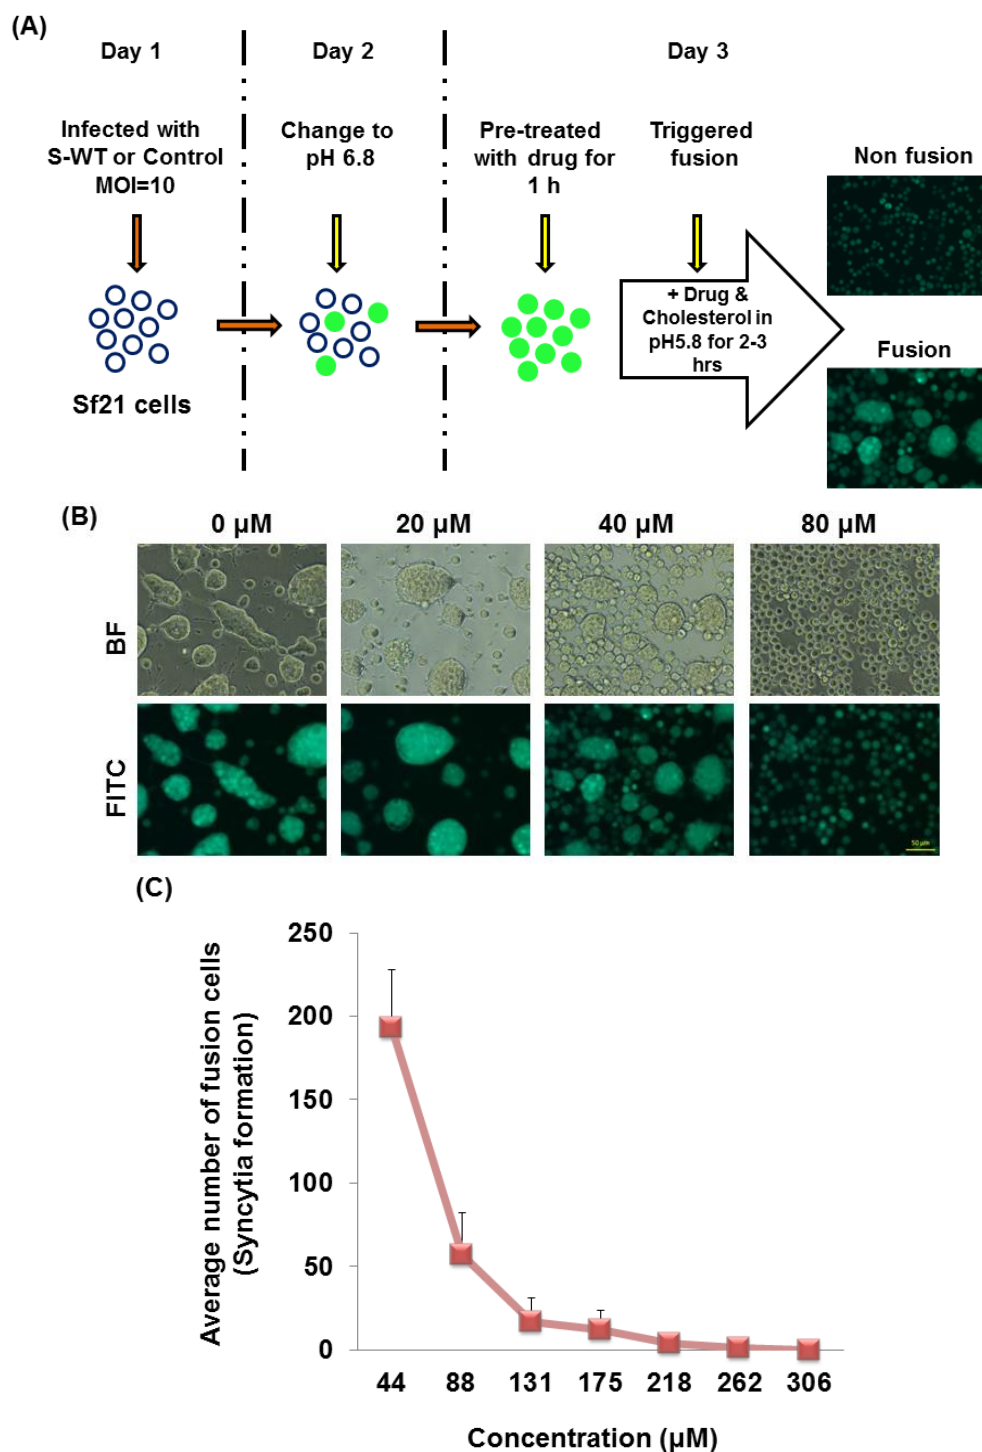 (A)
Day 1
Day 2
Day 3
Infected with
S-WT or Control
MOI=10
Change to
pH 6.8
Pre-treated
with drug for
1 h
Triggered
fusion
Non fusion
+ Drug &
Cholesterol in
pH5.8 for 2-3
hrs
Fusion
Sf21 cells
(B)
0 µM
20 µM
40 µM
80 µM
BF
FITC
50 µm
(C)
Average number of fusion cells
(Syncytia formation)
250
200
150
100
50
0
44
88
131
175
218
262
306
Concentration (µM)